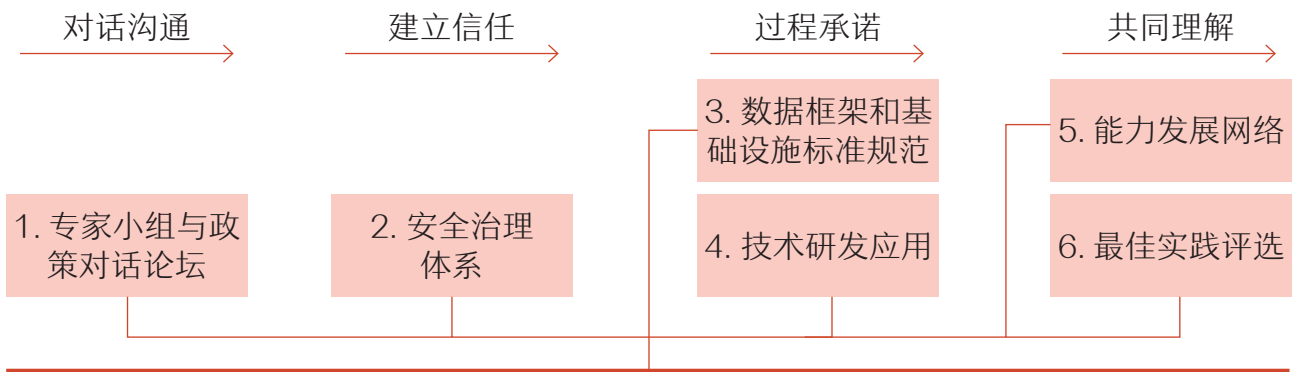 对话沟通
建立信任
过程承诺
共同理解
3. 数据框架和基
础设施标准规范
5. 能力发展网络
1. 专家小组与政
策对话论坛
2. 安全治理
体系
4. 技术研发应用
6. 最佳实践评选